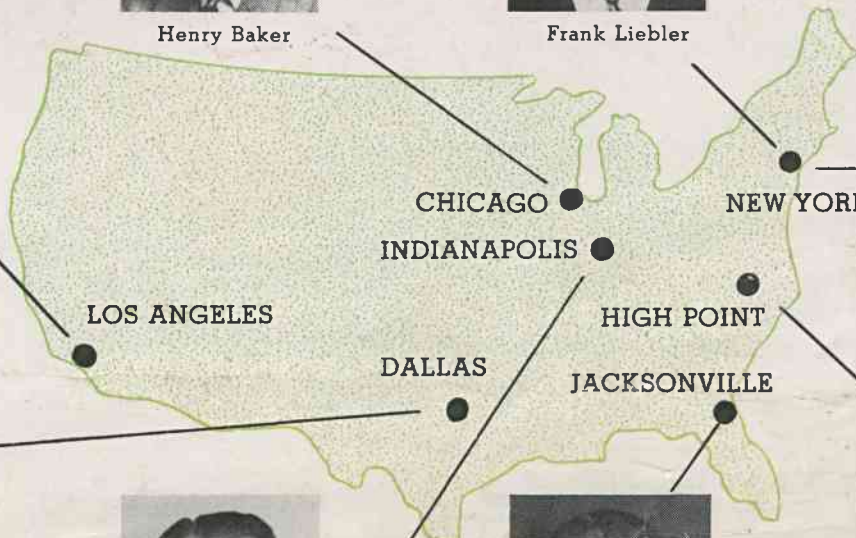 Henry Baker
Frank Liebler
CHICAGO
NEW YORK
INDIANAPOLIS
LOS ANGELES
HIGH POINT
DALLAS
JACKSONVILLE